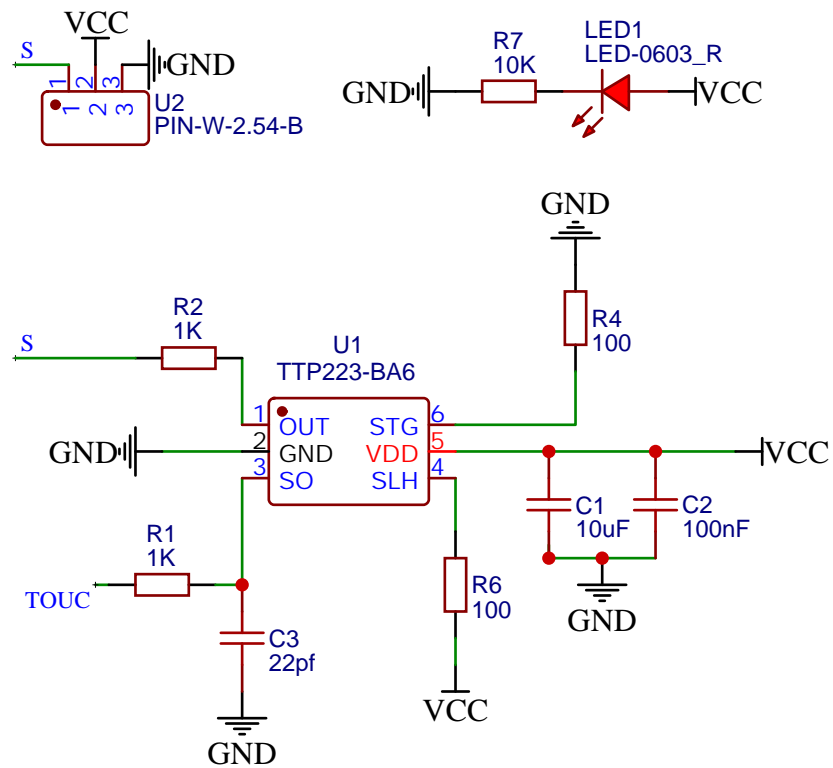 VCC
S
GND
1
2
3
1
2
3
U2
PIN-W-2.54-B
LED1
LED-0603_R
R7
10K
GND
VCC
GND
R4
100
R2
1K
S
U1
TTP223-BA6
1
OUT
STG
6
GND
2
GND
VDD
5
VCC
3
SO
SLH
4
C1
10uF
C2
100nF
R1
1K
TOUC
R6
100
GND
C3
22pf
VCC
GND